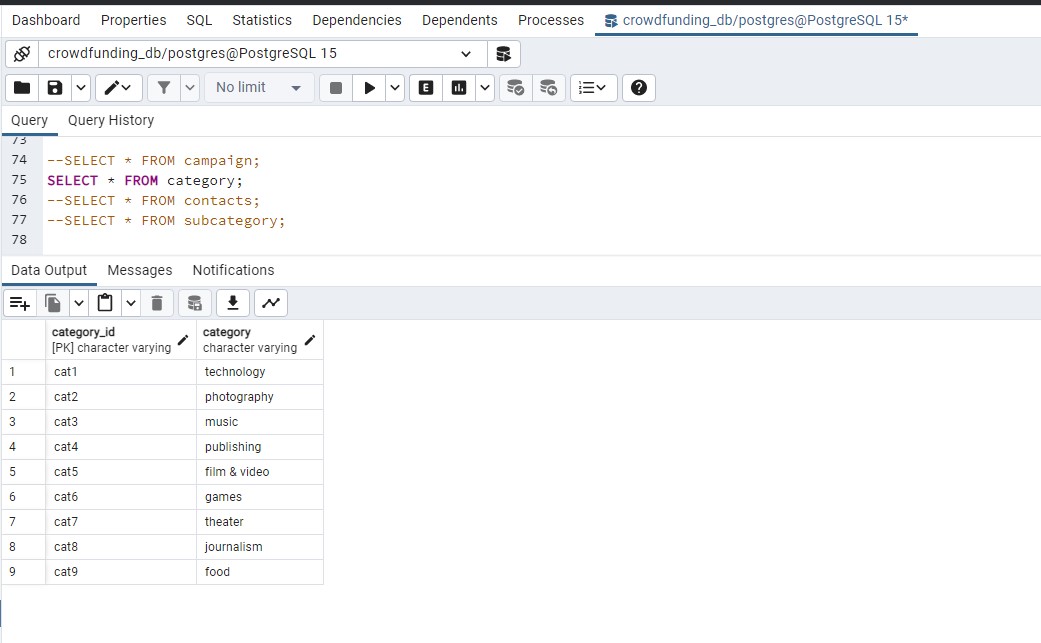 Dashboard Properties SQL Statistics Dependencies Dependents Processes crowdfunding_db/postgres@PostgreSQL 15*
crowdfunding_db/postgres@PostgreSQL 15
No limit E
Query Query History
73
74 --SELECT * FROM campaign;
75 SELECT * FROM category;
76 --SELECT * FROM contacts;
77 --SELECT * FROM subcategory;
78
Data Output Messages Notifications
category_id category
[PK] character varying character varying
1 cat1 technology
2 cat2 photography
3 cat3 music
4 cat4 publishing
5 cat5 film & video
6 cat6 games
7 cat7 theater
8 cat8 journalism
9 cat9 food